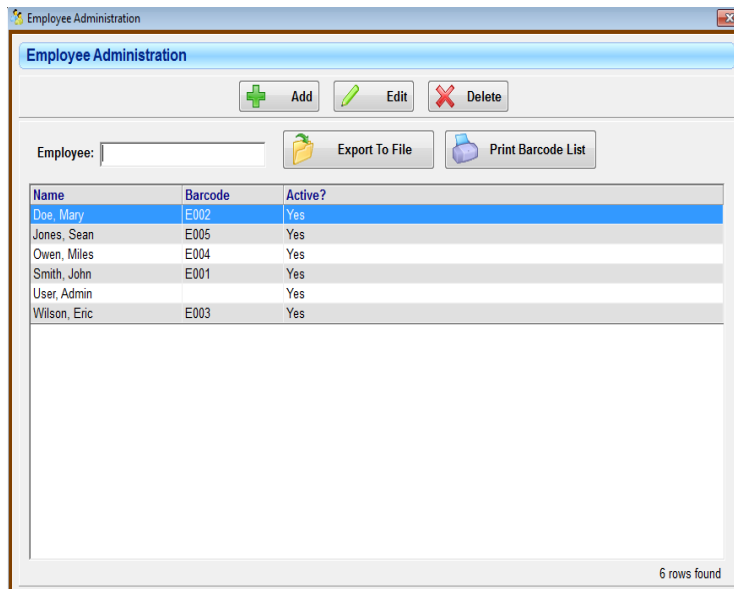 Employee Administration
Employee Administration
Add Edit Delete
Employee: Export To File Print Barcode List
Name Barcode Active?
Doe, Mary E002 Yes
Jones, Sean E005 Yes
Owen, Miles E004 Yes
Smith, John E001 Yes
User, Admin Yes
Wilson, Eric E003 Yes
6 rows found